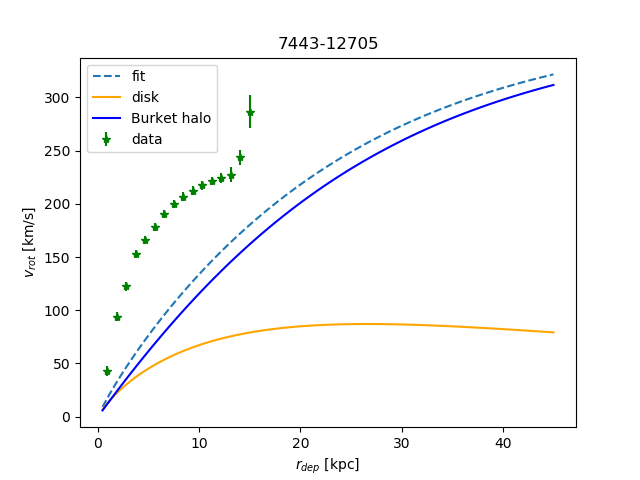 7443-12705
fit
disk
Burket halo
data
300
250
200
150
100
50
0
v_rot [km/s]
0 10 20 30 40
r_dep [kpc]